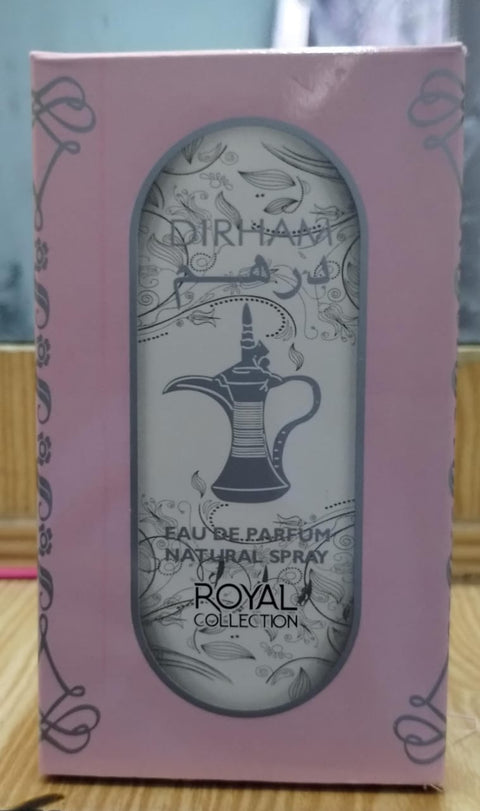 DIRHAM
درهم
EAU DE PARFUM
NATURAL SPRAY
ROYAL
COLLECTION